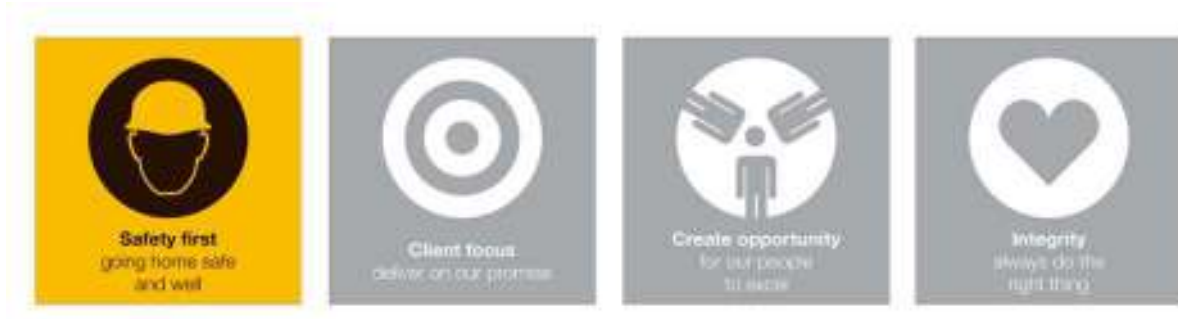 Safety first
going home safe
and well
Client focus
deliver on our promise
Create opportunity
for our people
to excel
Integrity
always do the
right thing